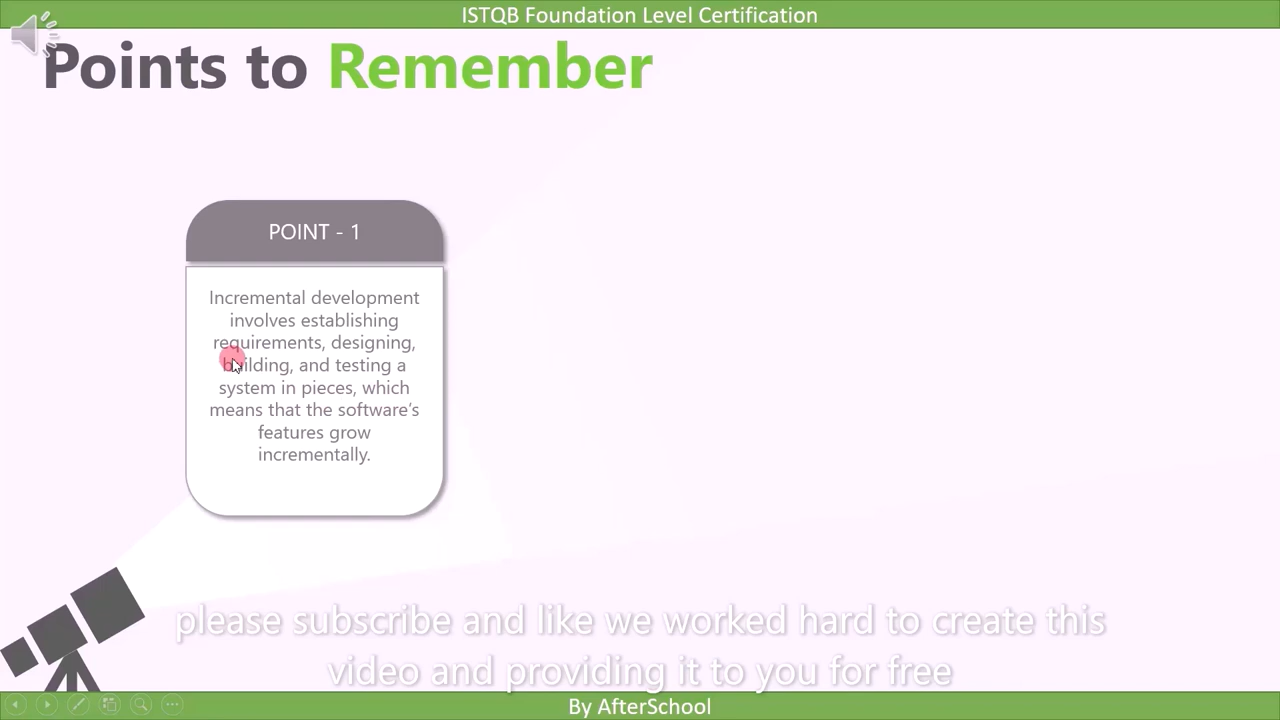 ISTQB Foundation Level Certification
Points to Remember
POINT - 1
Incremental development
involves establishing
requirements, designing,
building, and testing a
system in pieces, which
means that the software's
features grow
incrementally.
please subscribe and like we worked hard to create this
video and providing it to you for free
By AfterSchool